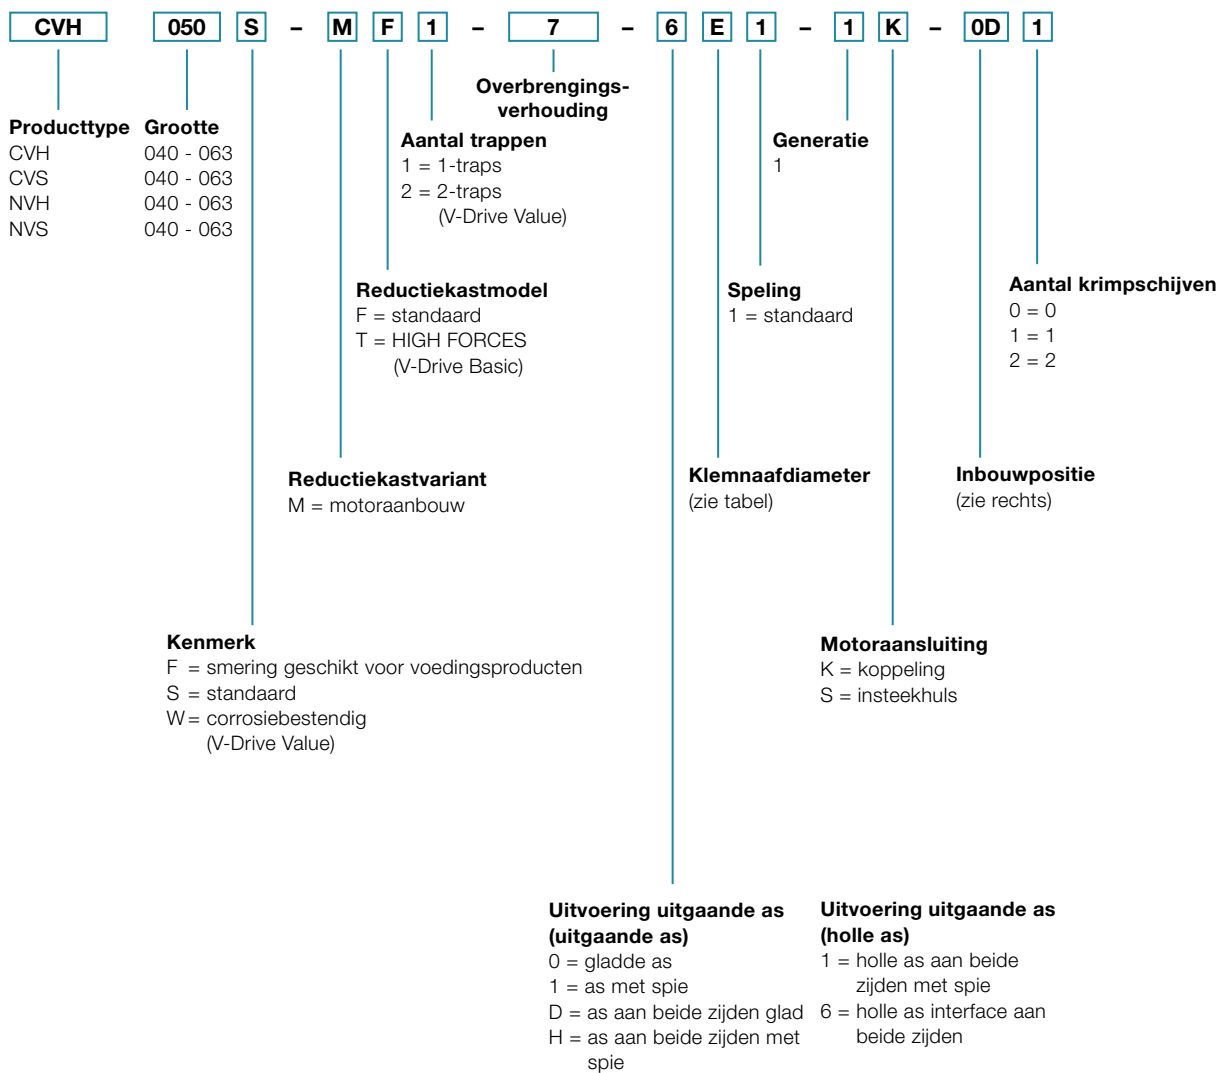 CVH 050 S – M F 1 – 7 – 6 E 1 – 1 K – 0D 1
Overbrengings-
verhouding
Producttype Grootte
CVH 040 - 063
CVS 040 - 063
NVH 040 - 063
NVS 040 - 063
Aantal trappen
1 = 1-traps
2 = 2-traps
(V-Drive Value)
Generatie
1
Reductiekastmodel
F = standaard
T = HIGH FORCES
(V-Drive Basic)
Speling
1 = standaard
Aantal krimpschijven
0 = 0
1 = 1
2 = 2
Reductiekastvariant
M = motoraanbouw
Klemnaafdiameter
(zie tabel)
Inbouwpositie
(zie rechts)
Kenmerk
F = smering geschikt voor voedingsproducten
S = standaard
W = corrosiebestendig
(V-Drive Value)
Motoraansluiting
K = koppeling
S = insteekhuls
Uitvoering uitgaande as
(uitgaande as)
0 = gladde as
1 = as met spie
D = as aan beide zijden glad
H = as aan beide zijden met
spie
Uitvoering uitgaande as
(holle as)
1 = holle as aan beide
zijden met spie
6 = holle as interface aan
beide zijden